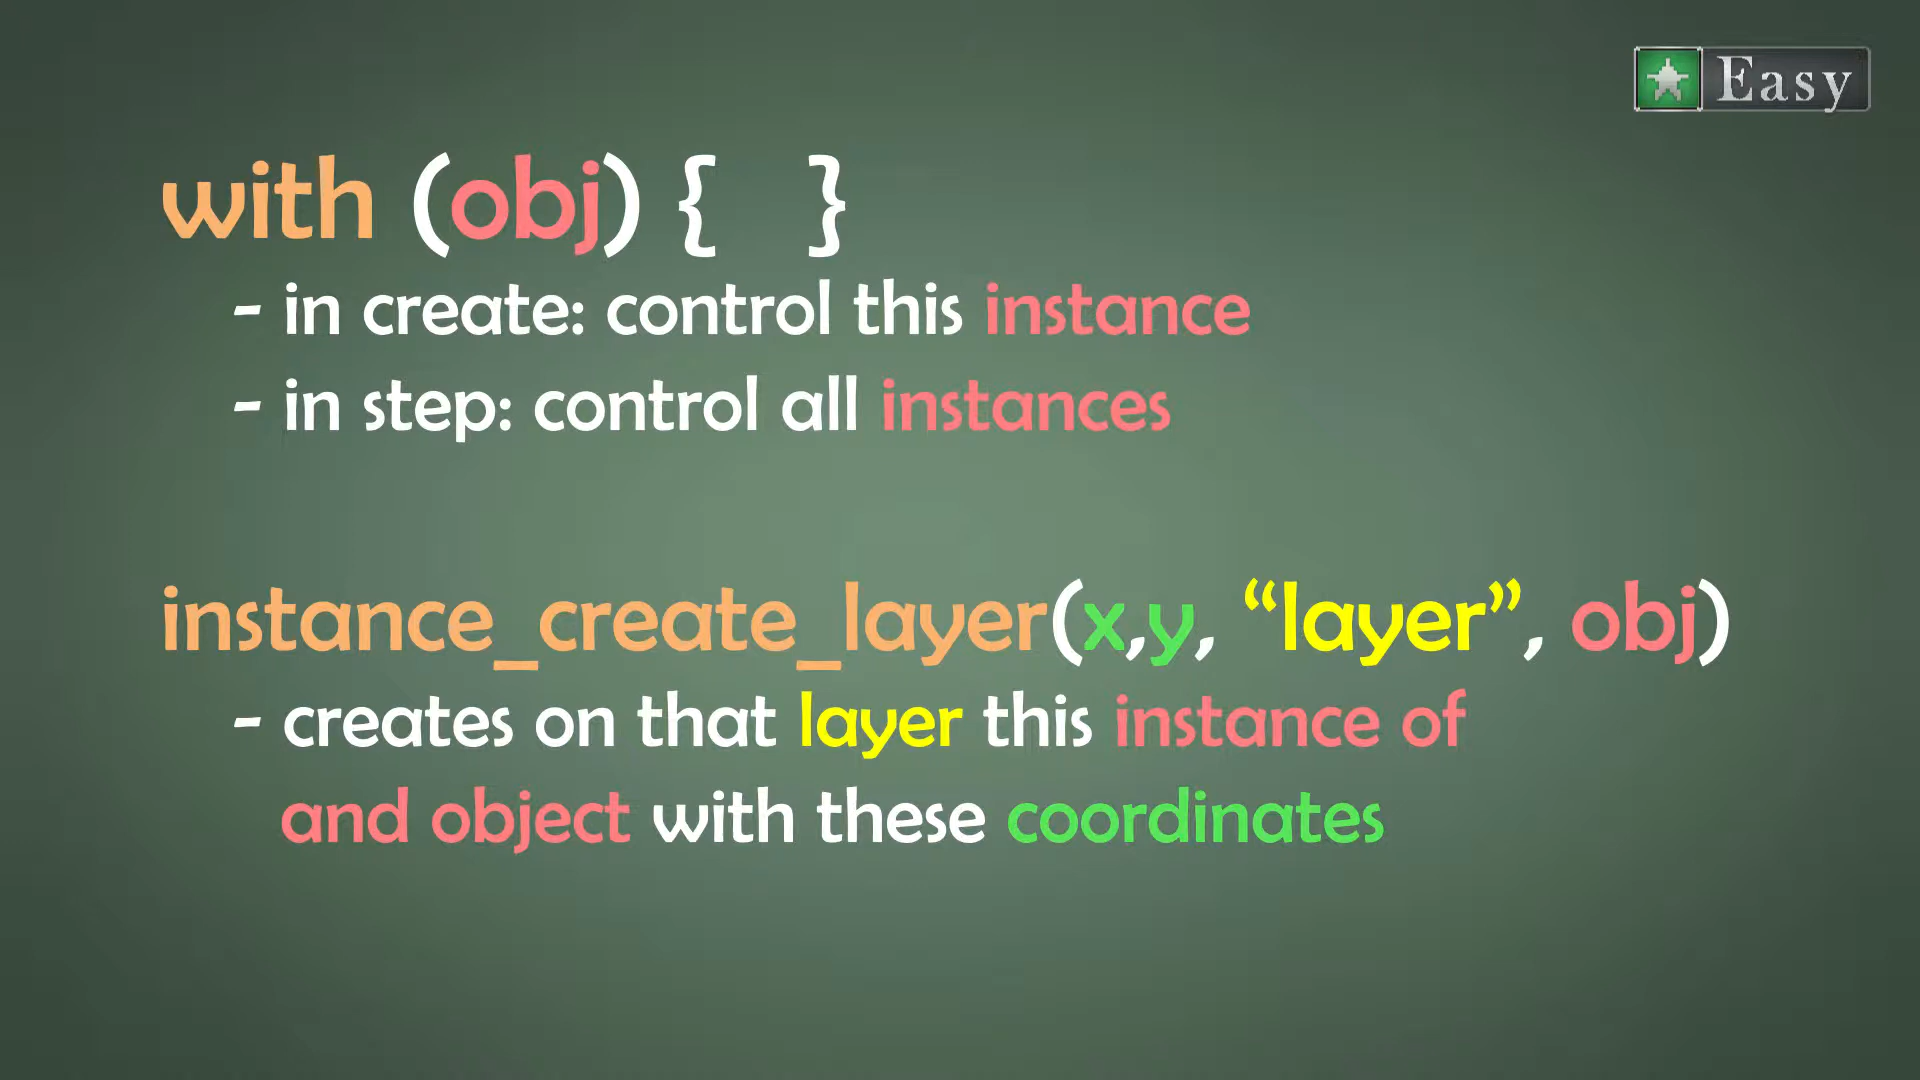 Easy
with (obj) { }
- in create: control this instance
- in step: control all instances
instance_create_layer(x,y, “layer”, obj)
- creates on that layer this instance of
and object with these coordinates